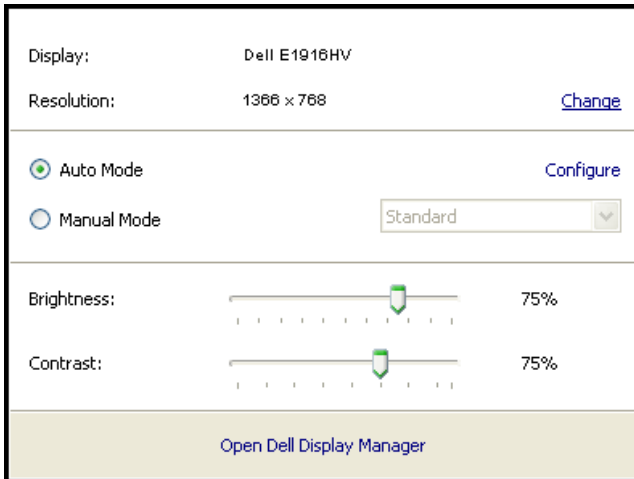 Display: Dell E1916HV
Resolution: 1366 x 768 Change
Auto Mode Configure
Manual Mode Standard
Brightness: 75%
Contrast: 75%
Open Dell Display Manager